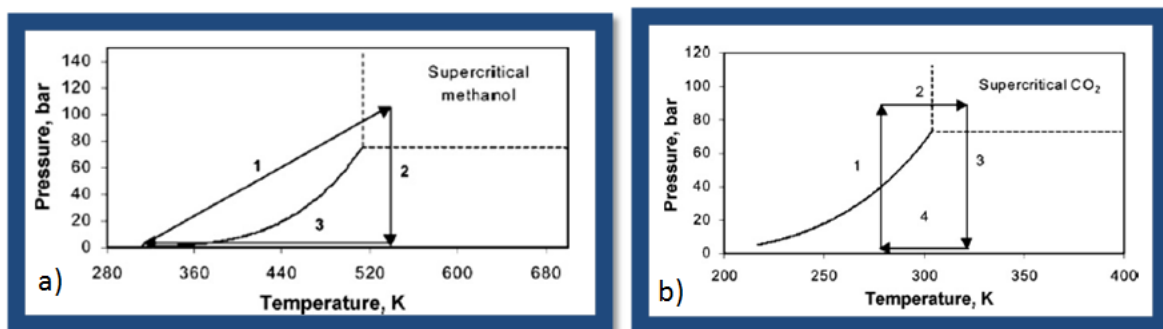 140
120
100
80
60
40
20
0
Pressure, bar
280 360 440 520 600 680
Temperature, K
Supercritical
methanol
1
2
3
a)
120
100
80
60
40
20
0
Pressure, bar
200 250 300 350 400
Temperature, K
Supercritical CO₂
1
2
3
4
b)